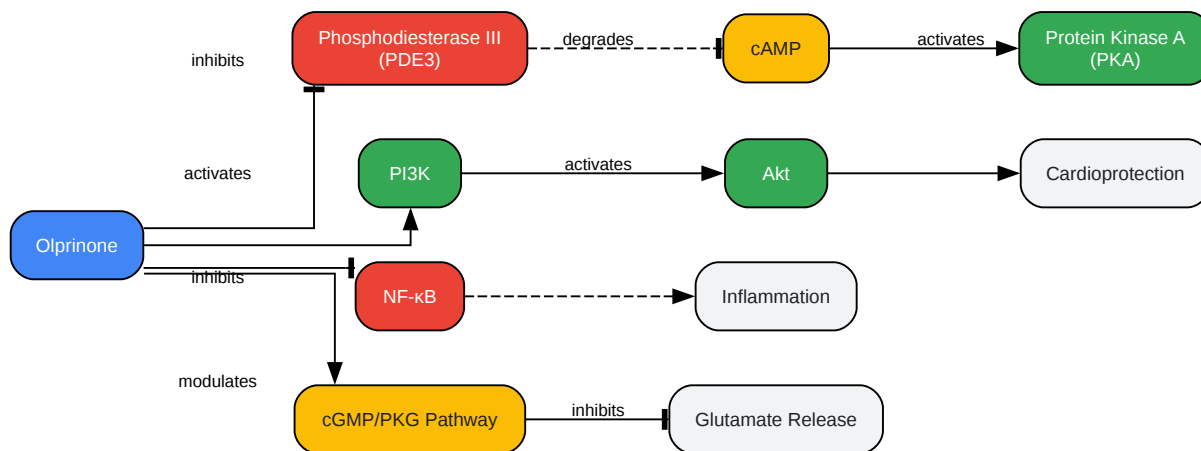 Phosphodiesterase III
(PDE3)
degrades
cAMP
activates
Protein Kinase A
(PKA)
inhibits
activates
PI3K
activates
Akt
Cardioprotection
Olprinone
inhibits
NF-κB
Inflammation
modulates
cGMP/PKG Pathway
inhibits
Glutamate Release